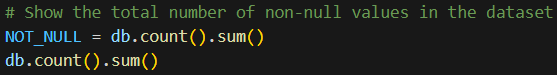 # Show the total number of non-null values in the dataset
NOT_NULL = db.count().sum()
db.count().sum()